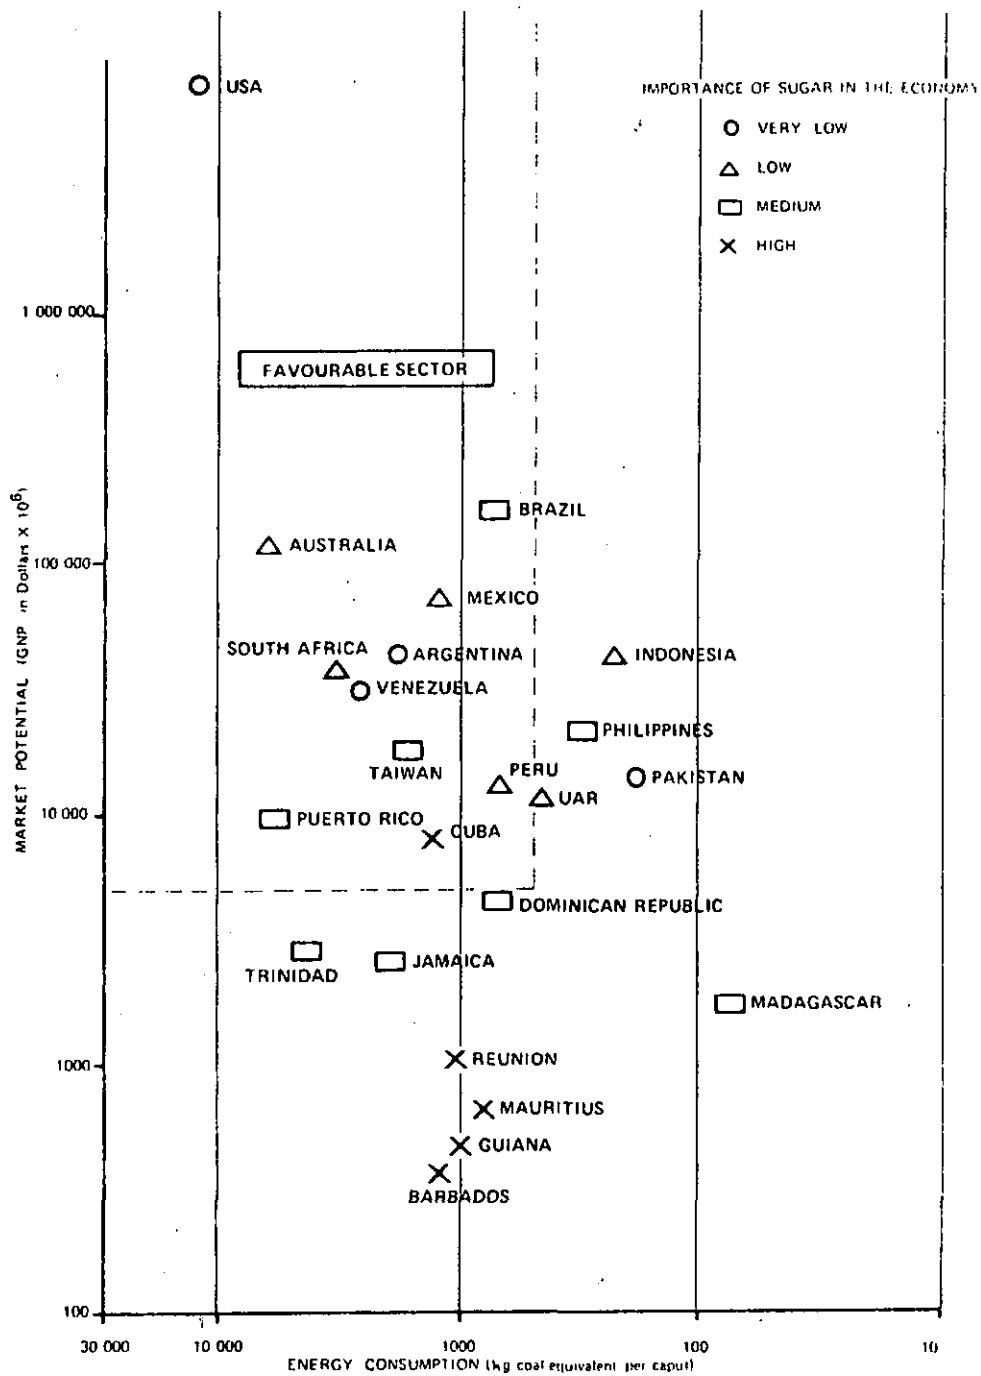 USA
IMPORTANCE OF SUGAR IN THE ECONOMY
VERY LOW
LOW
MEDIUM
HIGH
1 000 000
FAVOURABLE SECTOR
BRAZIL
AUSTRALIA
100 000
MEXICO
SOUTH AFRICA
ARGENTINA
INDONESIA
VENEZUELA
PHILIPPINES
TAIWAN
PERU
PAKISTAN
UAR
10 000
PUERTO RICO
CUBA
DOMINICAN REPUBLIC
TRINIDAD
JAMAICA
MADAGASCAR
1000
REUNION
MAURITIUS
GUIANA
BARBADOS
100
30 000
10 000
1000
100
10
MARKET POTENTIAL (GNP in Dollars X 10⁶)
ENERGY CONSUMPTION (kg coal equivalent per caput)